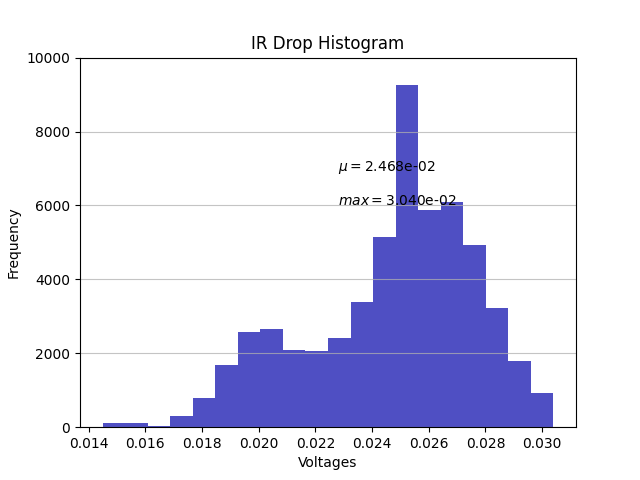 IR Drop Histogram
10000
8000
6000
4000
2000
0
Frequency
μ = 2.468e-02
max = 3.040e-02
0.014 0.016 0.018 0.020 0.022 0.024 0.026 0.028 0.030
Voltages